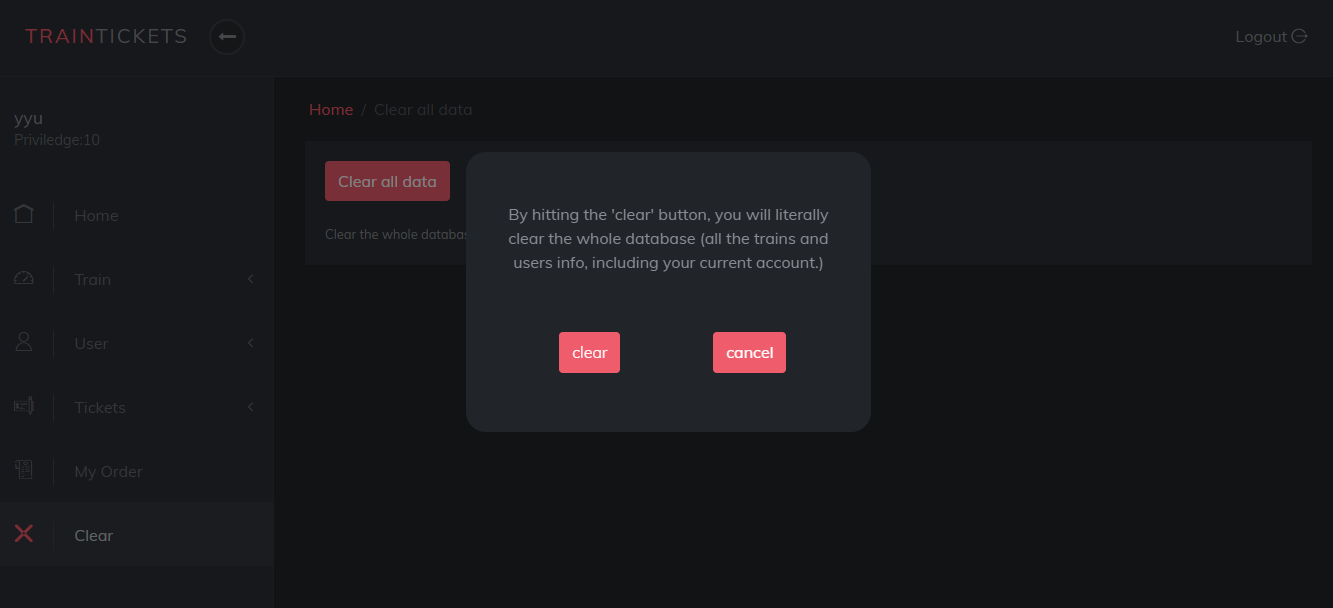 TRAINTICKETS
Logout
yyu
Priviledge:10
Home
Train
User
Tickets
My Order
Clear
Home / Clear all data
Clear all data
Clear the whole
By hitting the 'clear' button, you will literally
clear the whole database (all the trains and
users info, including your current account.)
clear
cancel